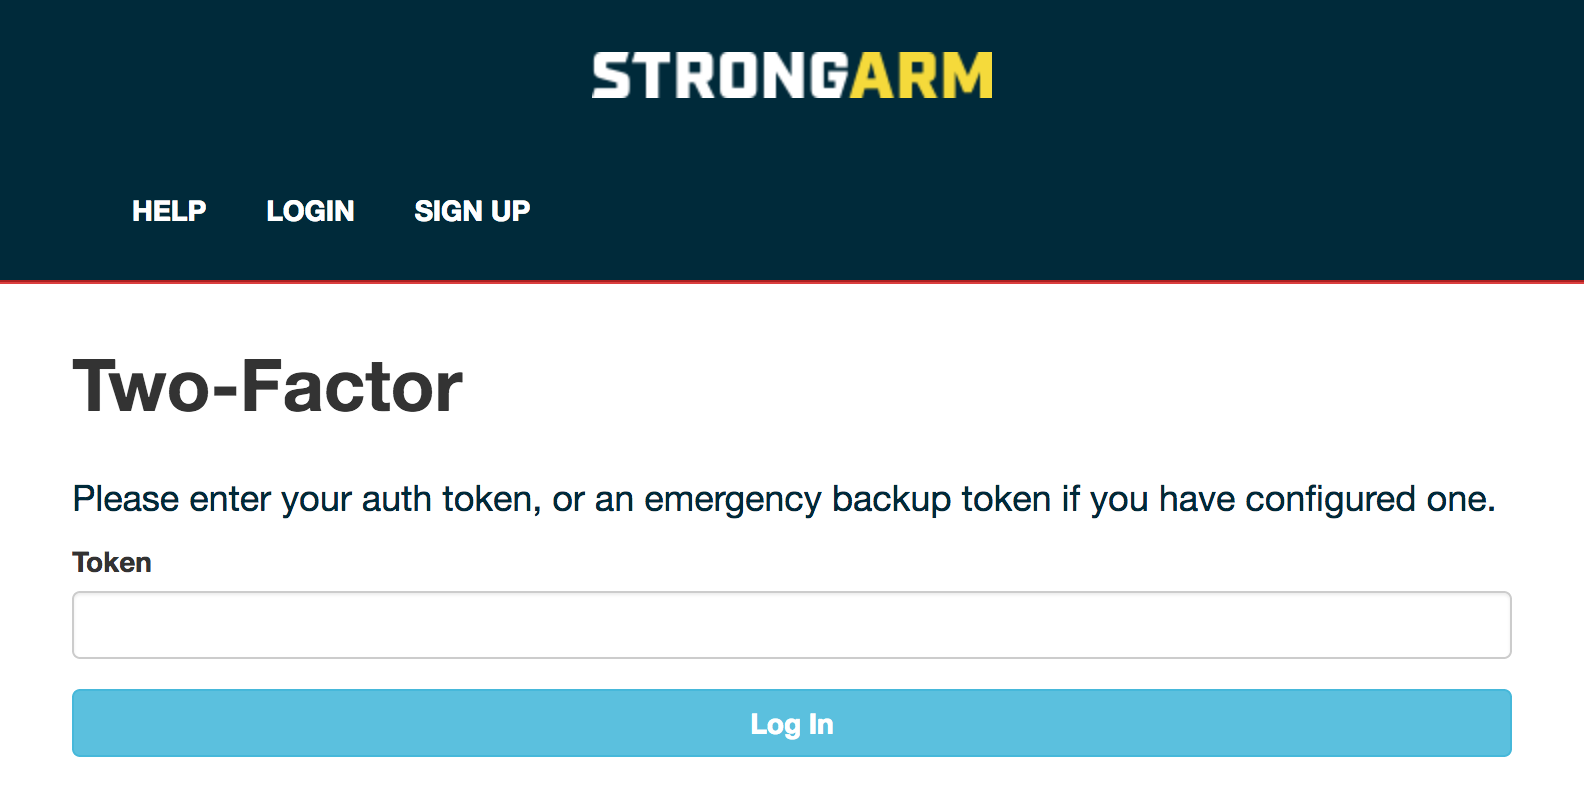 STRONGARM
HELP LOGIN SIGN UP
Two-Factor
Please enter your auth token, or an emergency backup token if you have configured one.
Token
Log In